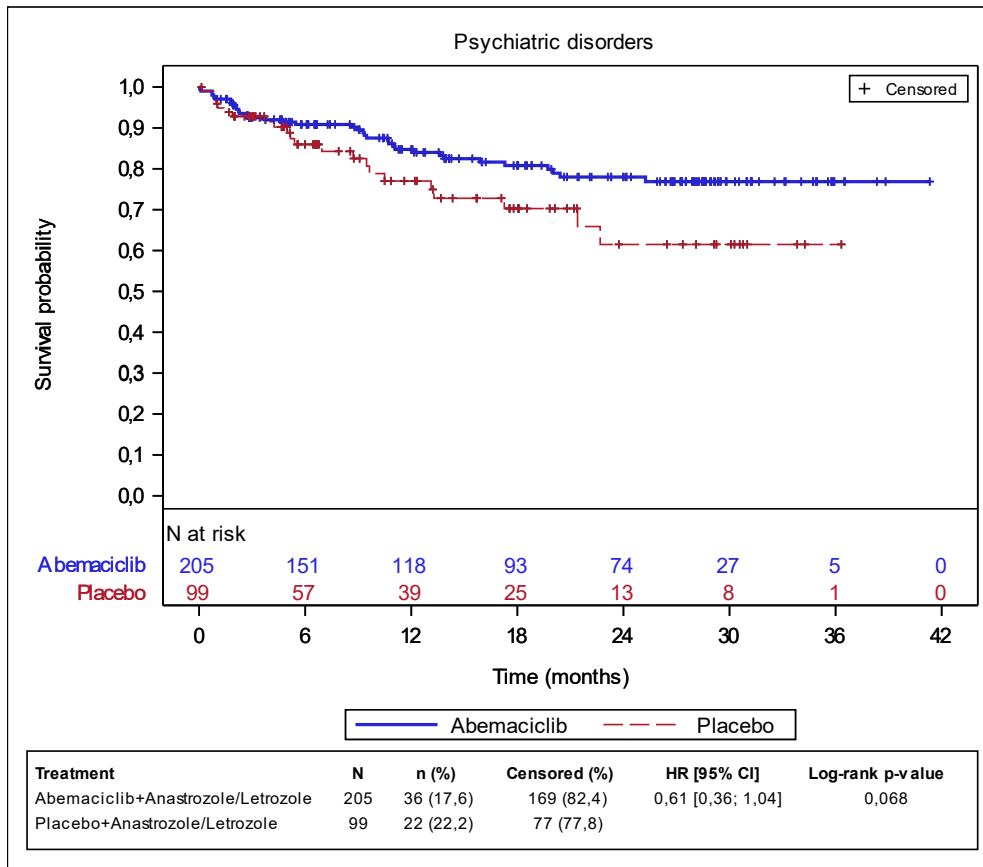 Psychiatric disorders
+ Censored
Survival probability
1,0
0,9
0,8
0,7
0,6
0,5
0,4
0,3
0,2
0,1
0,0
N at risk
Abemaciclib 205 151 118 93 74 27 5 0
Placebo 99 57 39 25 13 8 1 0
0 6 12 18 24 30 36 42
Time (months)
Abemaciclib Placebo
Treatment N n (%) Censored (%) HR [95% CI] Log-rank p-value
Abemaciclib+Anastrozole/Letrozole 205 36 (17,6) 169 (82,4) 0,61 [0,36; 1,04] 0,068
Placebo+Anastrozole/Letrozole 99 22 (22,2) 77 (77,8)